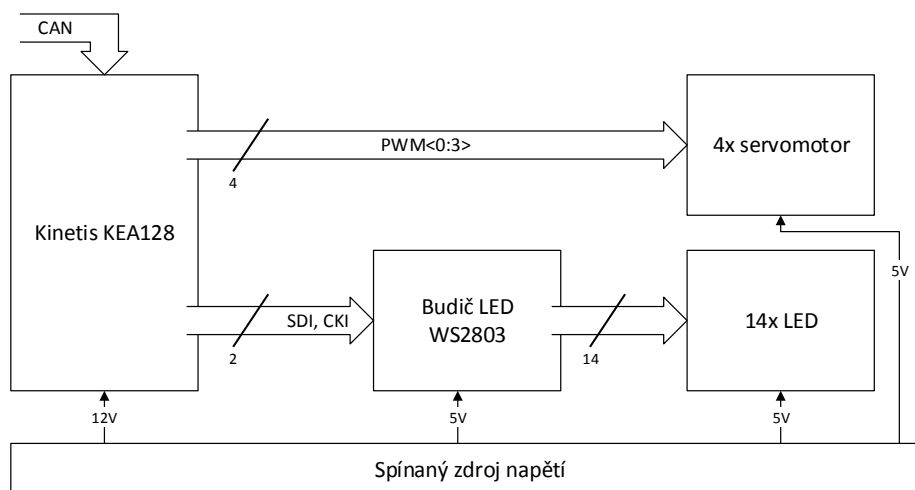 CAN
PWM<0:3>
4
4x servomotor
Kinetis KEA128
5V
SDI, CKI
2
Budič LED
WS2803
14
14x LED
12V
5V
5V
Spínaný zdroj napětí